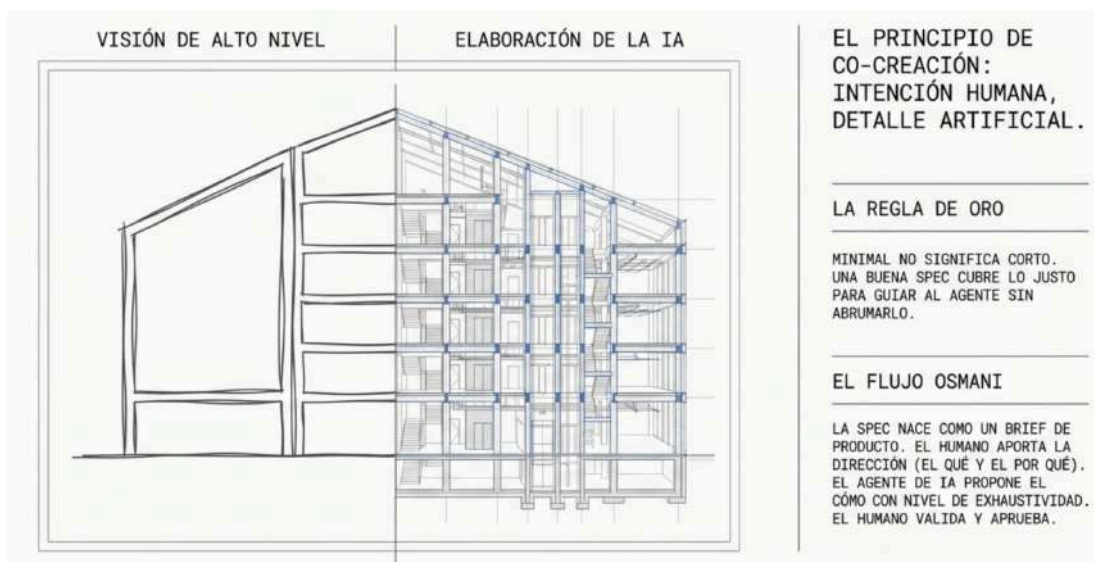 VISIÓN DE ALTO NIVEL
ELABORACIÓN DE LA IA
EL PRINCIPIO DE
CO-CREACIÓN:
INTENCIÓN HUMANA,
DETALLE ARTIFICIAL.
LA REGLA DE ORO
MINIMAL NO SIGNIFICA CORTO.
UNA BUENA SPEC CUBRE LO JUSTO
PARA GUIAR AL AGENTE SIN
ABRUMARLO.
EL FLUJO OSMANI
LA SPEC NACE COMO UN BRIEF DE
PRODUCTO. EL HUMANO APORTA LA
DIRECCIÓN (EL QUÉ Y EL POR QUÉ).
EL AGENTE DE IA PROPONE EL
CÓMO CON NIVEL DE EXHAUSTIVIDAD.
EL HUMANO VALIDA Y APRUEBA.